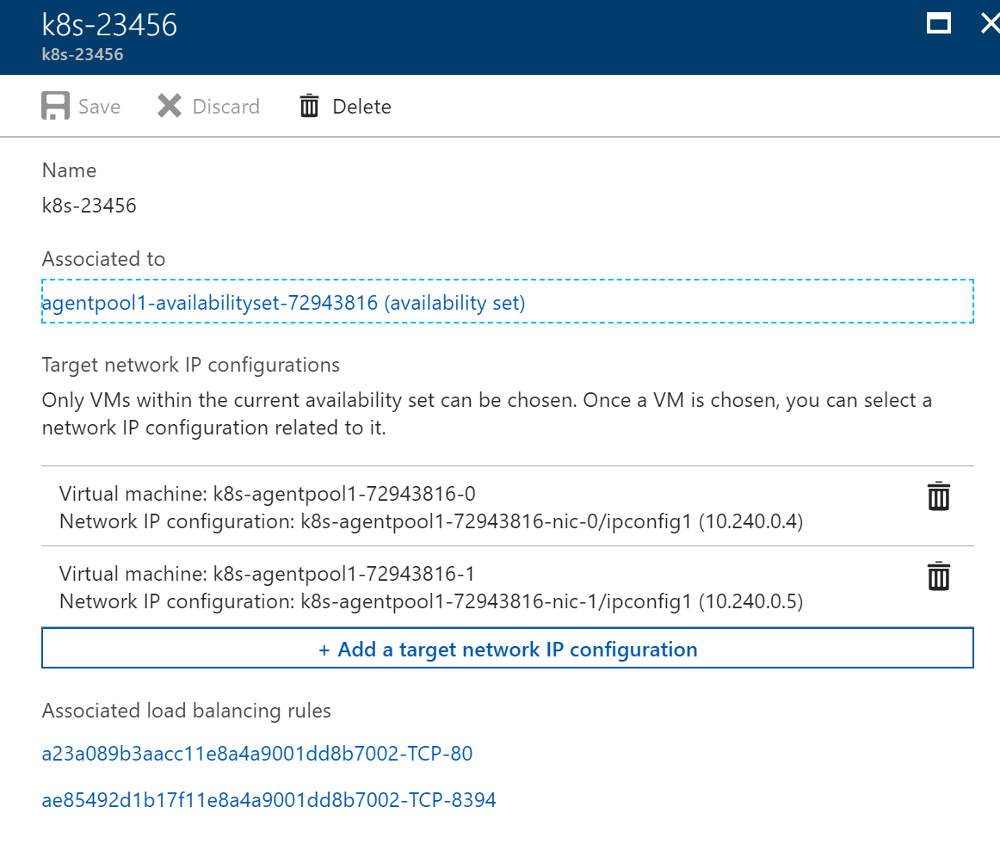 k8s-23456
k8s-23456
Save Discard Delete
Name
k8s-23456
Associated to
agentpool1-availabilityset-72943816 (availability set)
Target network IP configurations
Only VMs within the current availability set can be chosen. Once a VM is chosen, you can select a
network IP configuration related to it.
Virtual machine: k8s-agentpool1-72943816-0
Network IP configuration: k8s-agentpool1-72943816-nic-0/ipconfig1 (10.240.0.4)
Virtual machine: k8s-agentpool1-72943816-1
Network IP configuration: k8s-agentpool1-72943816-nic-1/ipconfig1 (10.240.0.5)
+ Add a target network IP configuration
Associated load balancing rules
a23a089b3aacc11e8a4a9001dd8b7002-TCP-80
ae85492d1b17f11e8a4a9001dd8b7002-TCP-8394